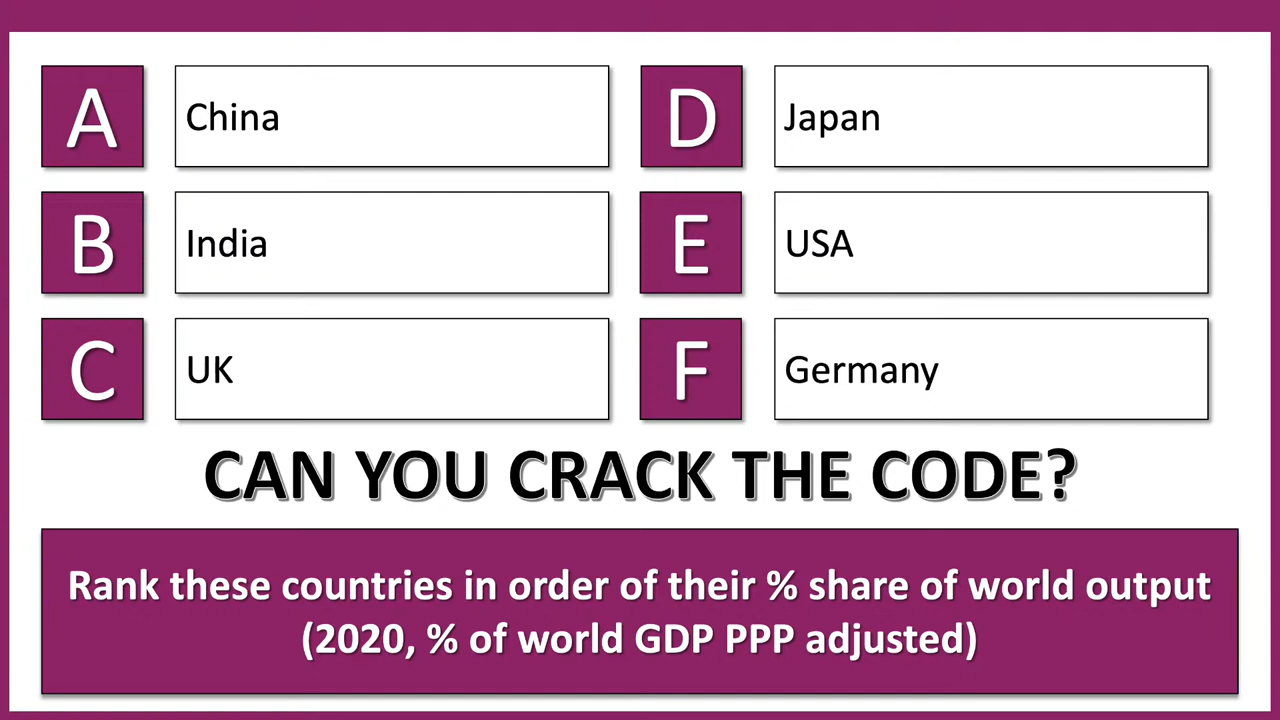 A China
D Japan
B India
E USA
C UK
F Germany
CAN YOU CRACK THE CODE?
Rank these countries in order of their % share of world output
(2020, % of world GDP PPP adjusted)